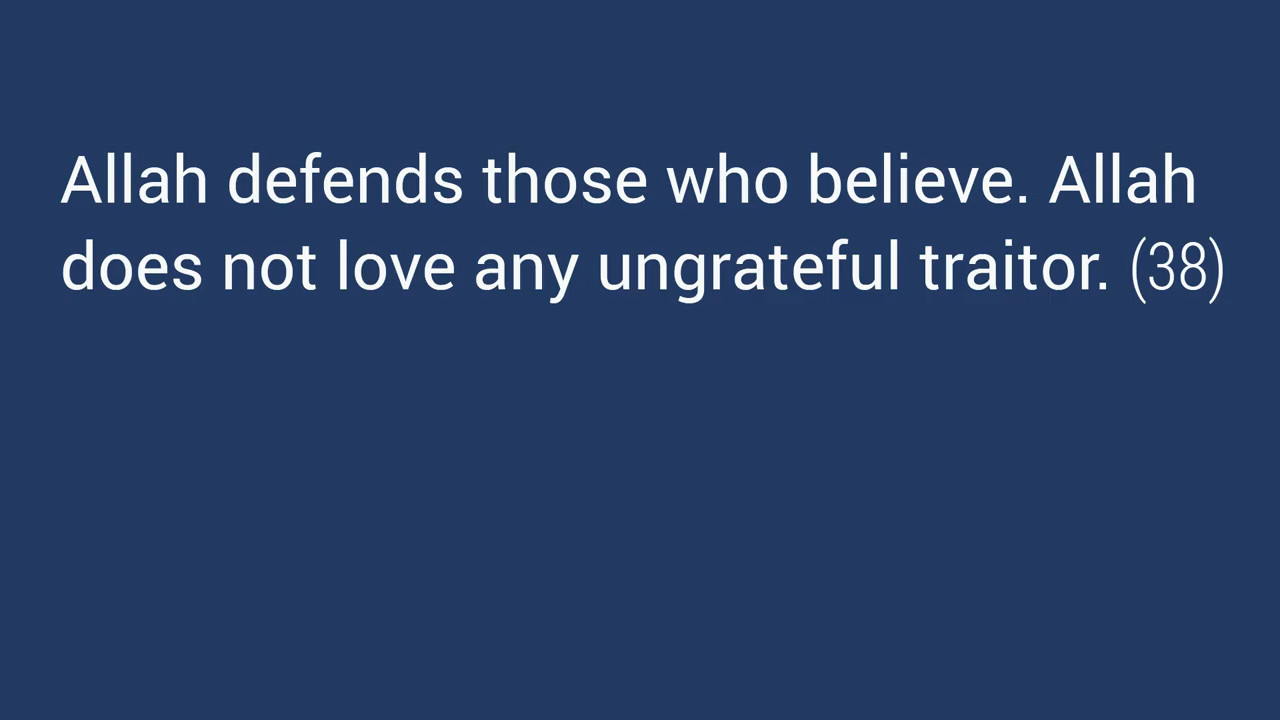 Allah defends those who believe. Allah
does not love any ungrateful traitor. (38)